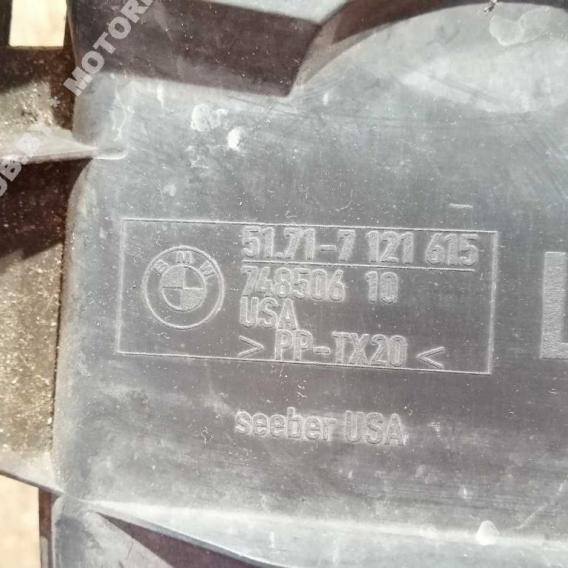 MOTOR
BMW
51.71-7 121 615
748506 10
USA
> PP-TX20 <
L
seeber USA